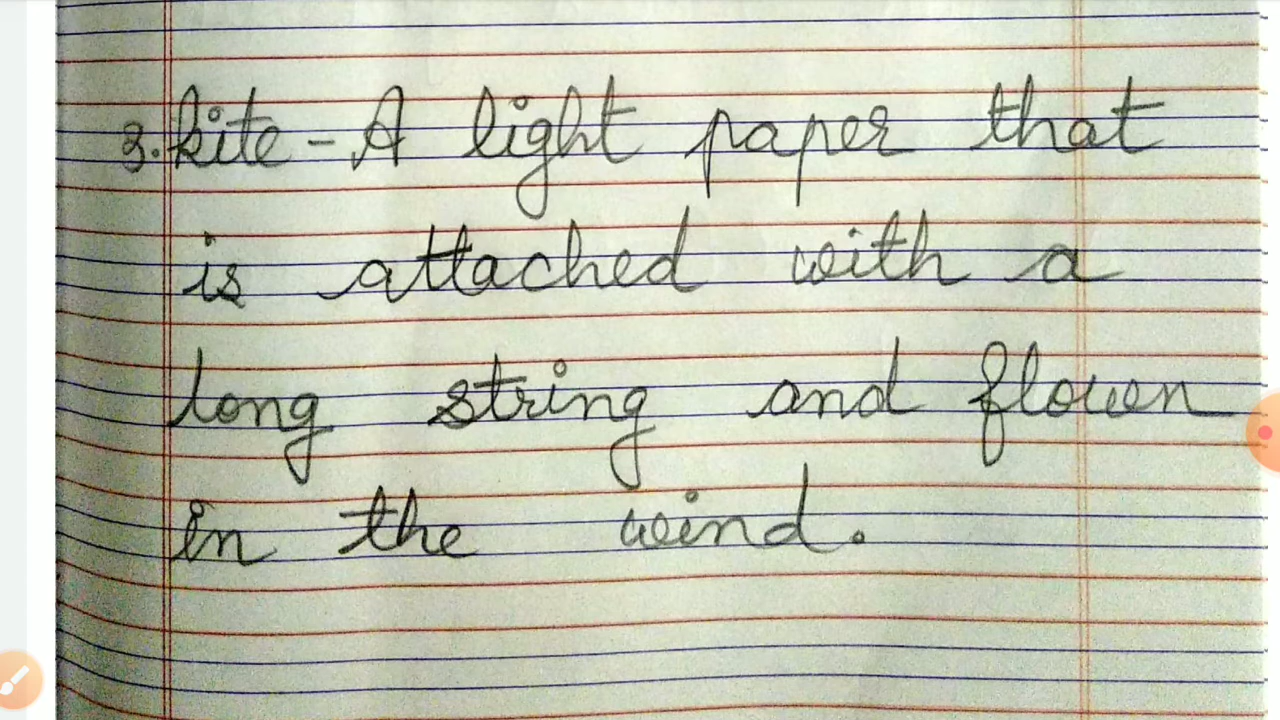 3. kite - A light paper that
is attached with a
long string and flown
in the wind.